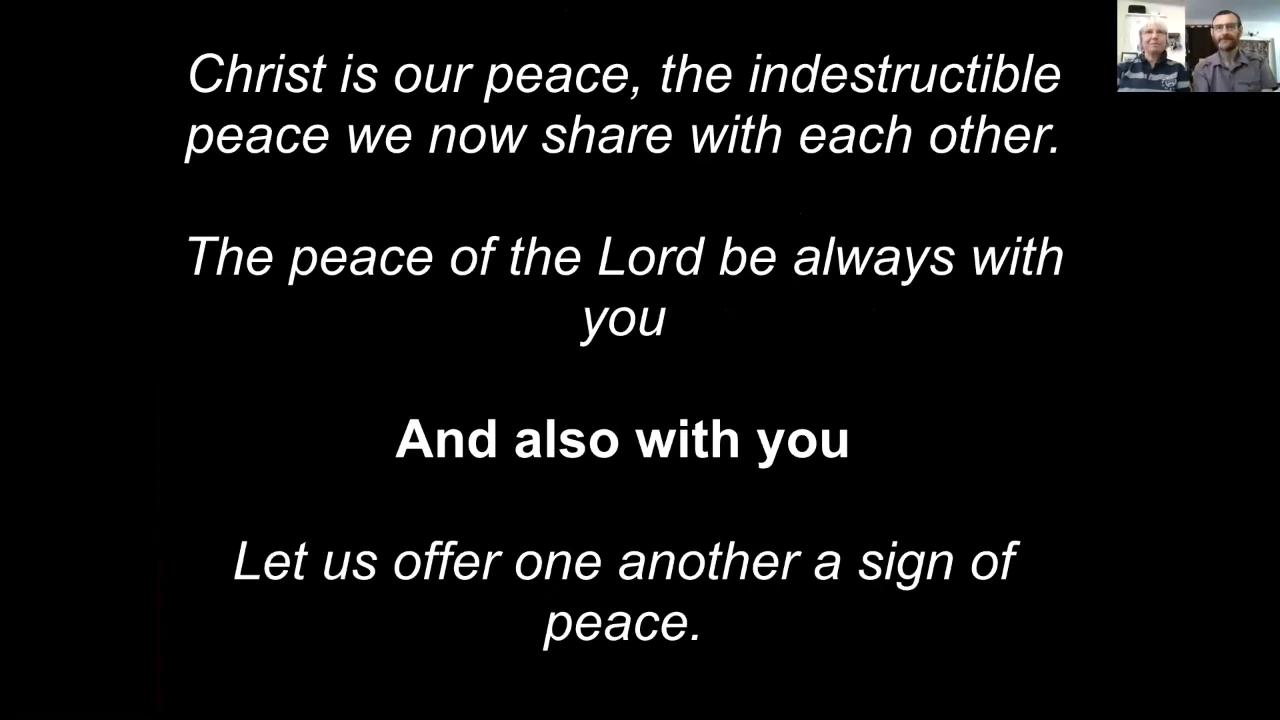 Christ is our peace, the indestructible
peace we now share with each other.
The peace of the Lord be always with
you
And also with you
Let us offer one another a sign of
peace.